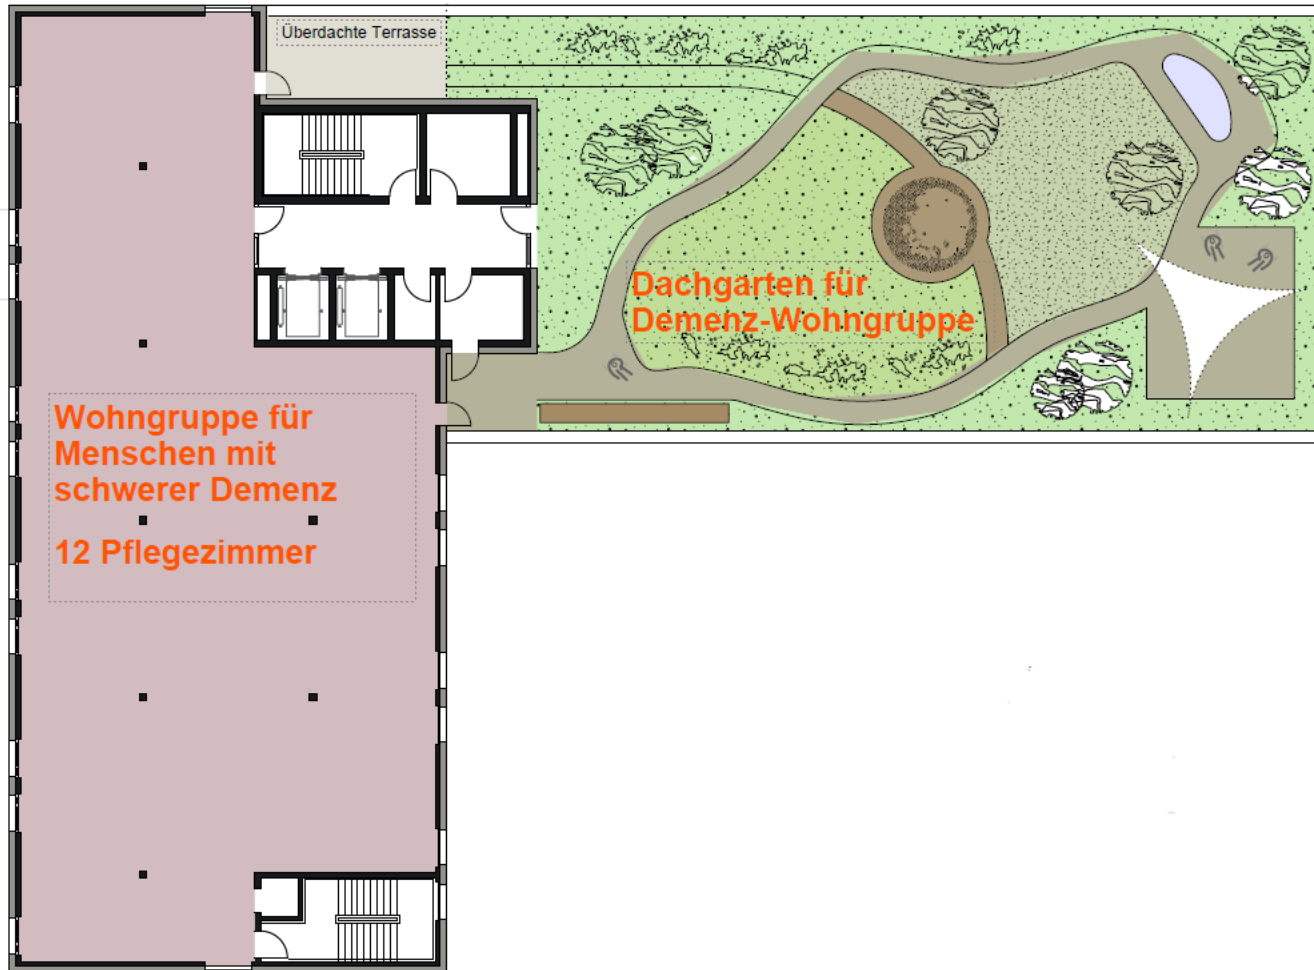 Überdachte Terrasse
Dachgarten für
Demenz-Wohngruppe
Wohngruppe für
Menschen mit
schwerer Demenz
12 Pflegezimmer